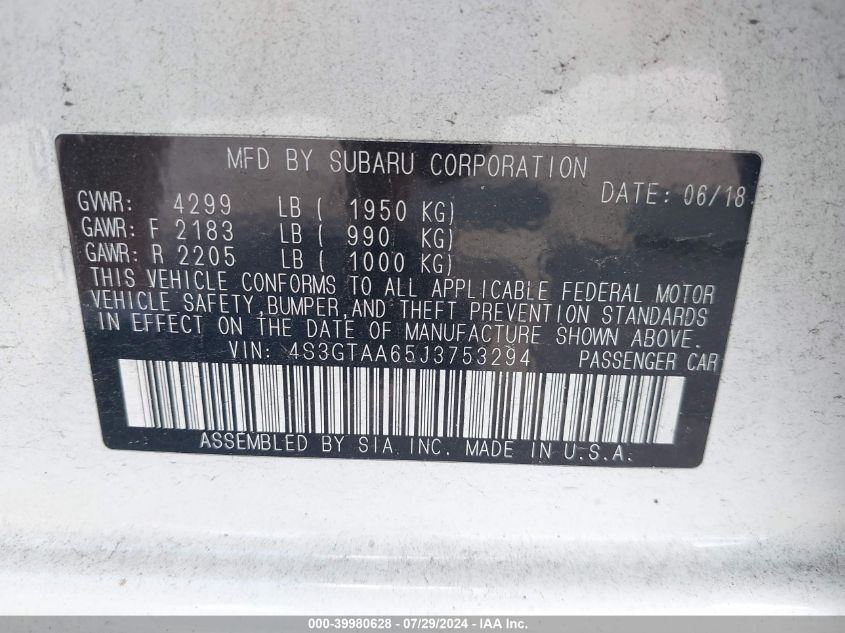 MFD BY SUBARU CORPORATION
DATE: 06/18
GVWR: 4299 LB ( 1950 KG)
GAWR: F 2183 LB ( 990 KG)
GAWR: R 2205 LB ( 1000 KG)
THIS VEHICLE CONFORMS TO ALL APPLICABLE FEDERAL MOTOR
VEHICLE SAFETY,BUMPER,AND THEFT PREVENTION STANDARDS
IN EFFECT ON THE DATE OF MANUFACTURE SHOWN ABOVE.
VIN: 4S3GTAA65J3753294 PASSENGER CAR
ASSEMBLED BY SIA INC. MADE IN U.S.A.
000-39980628 - 07/29/2024 - IAA Inc.